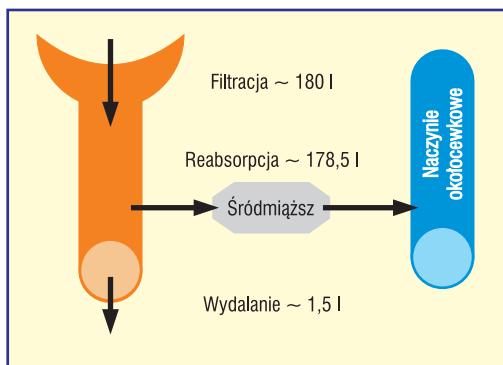 Filtracja ~ 180 l
Reabsorpcja ~ 178,5 l
Śródmiąższ
Naczynie
okołocewkowe
Wydalanie ~ 1,5 l